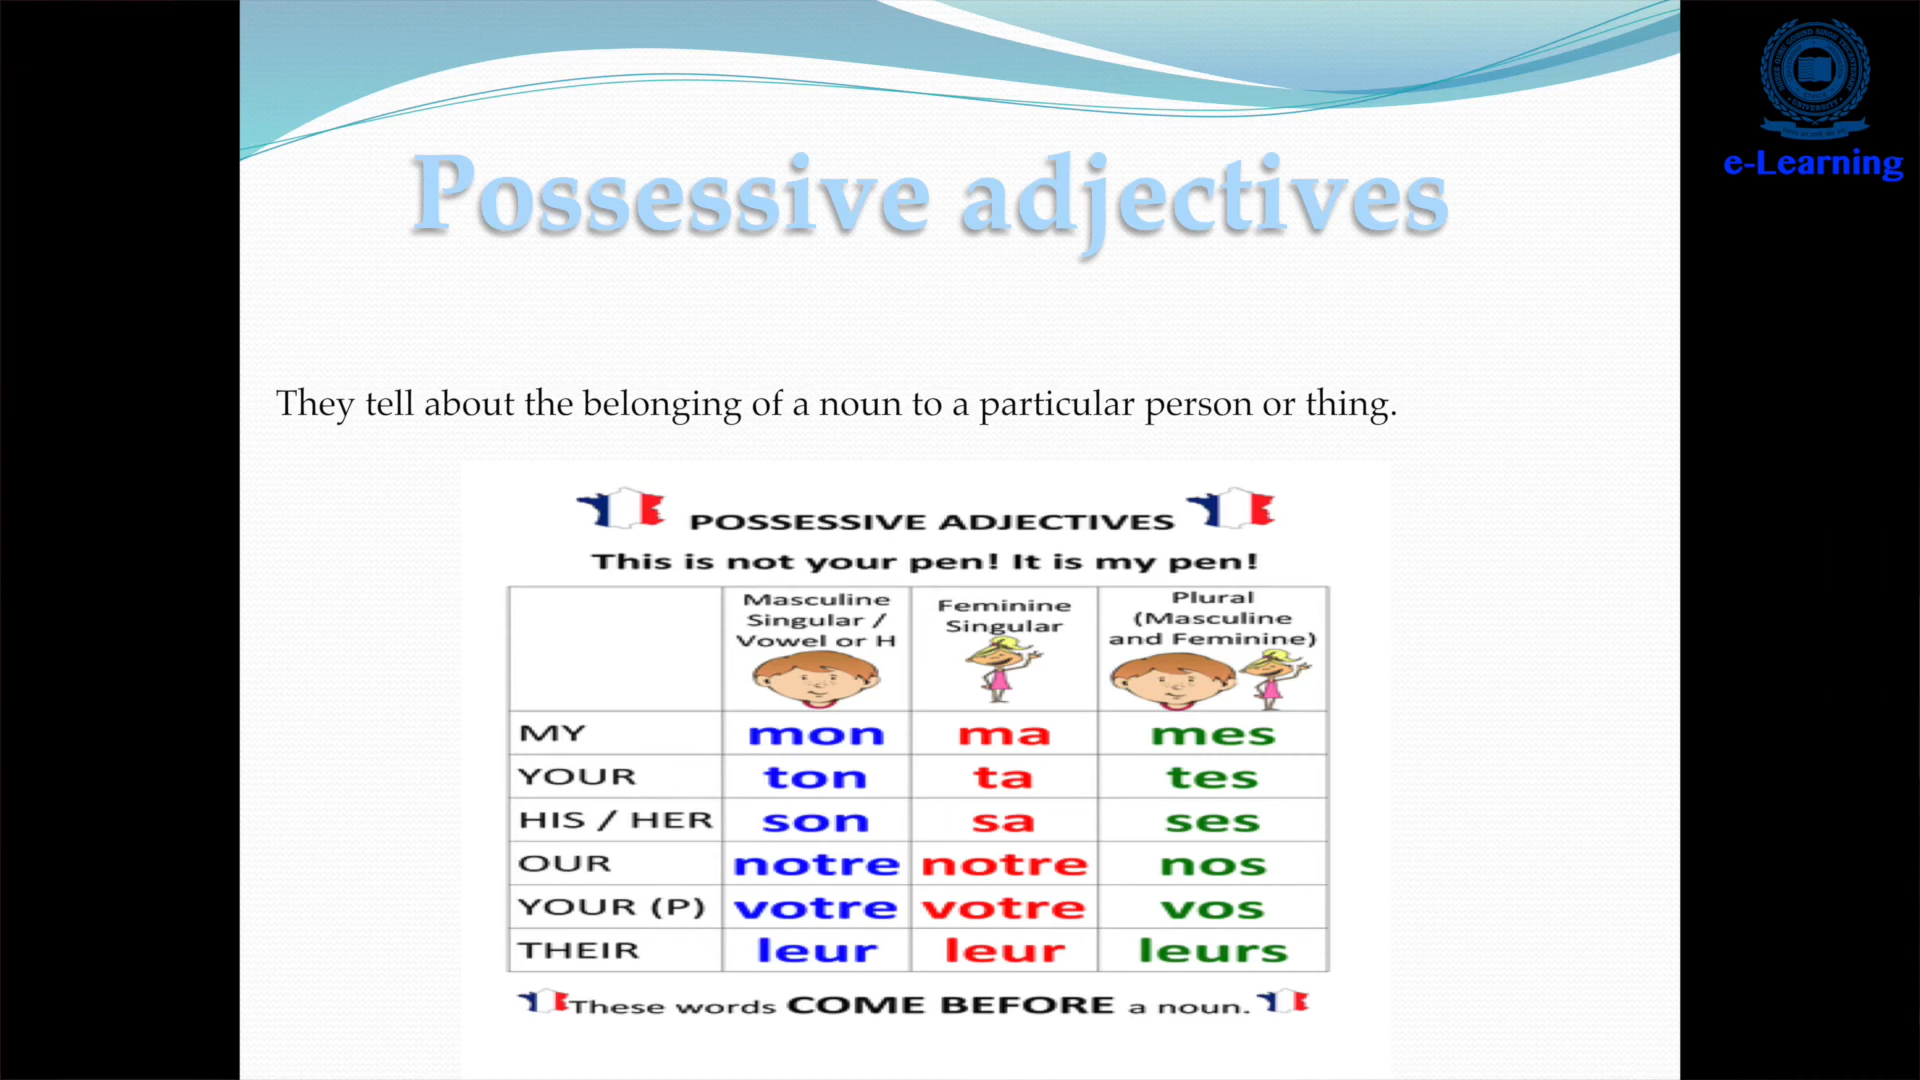 Possessive adjectives
They tell about the belonging of a noun to a particular person or thing.
POSSESSIVE ADJECTIVES
This is not your pen! It is my pen!
Masculine Singular / Vowel or H
Feminine Singular
Plural (Masculine and Feminine)
MY mon ma mes
YOUR ton ta tes
HIS / HER son sa ses
OUR notre notre nos
YOUR (P) votre votre vos
THEIR leur leur leurs
These words COME BEFORE a noun.
UNIVERSITY
e-Learning